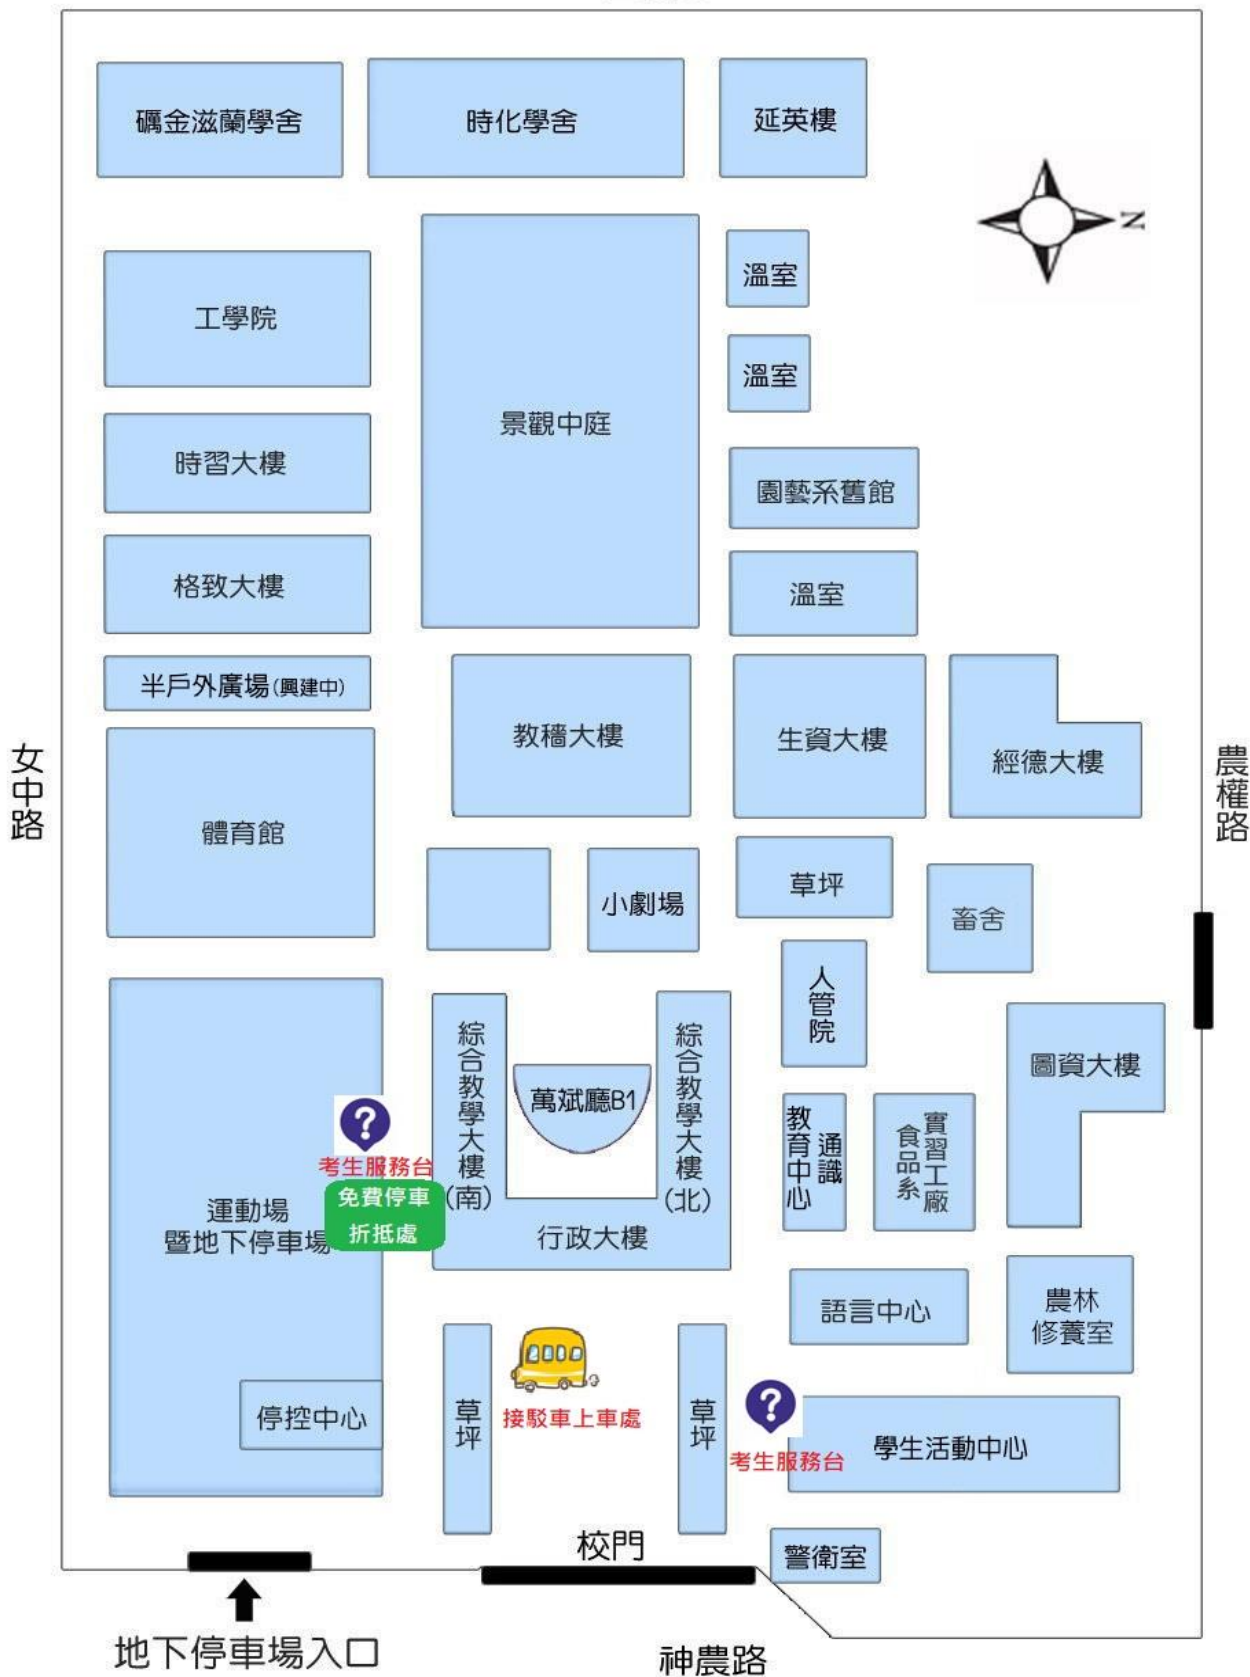 礪金滋蘭學舍
時化學舍
延英樓
N
溫室
工學院
溫室
景觀中庭
時習大樓
園藝系舊館
格致大樓
溫室
半戶外廣場(興建中)
教穡大樓
生資大樓
經德大樓
女中路
農權路
體育館
小劇場
草坪
畜舍
人管院
綜合教學大樓(南)
萬斌廳B1
綜合教學大樓(北)
圖資大樓
通識
教育中心
實習工廠
食品系
考生服務台
免費停車
折抵處
運動場
暨地下停車場
行政大樓
語言中心
農林
修養室
停控中心
草坪
接駁車上車處
草坪
考生服務台
學生活動中心
校門
警衛室
地下停車場入口
神農路